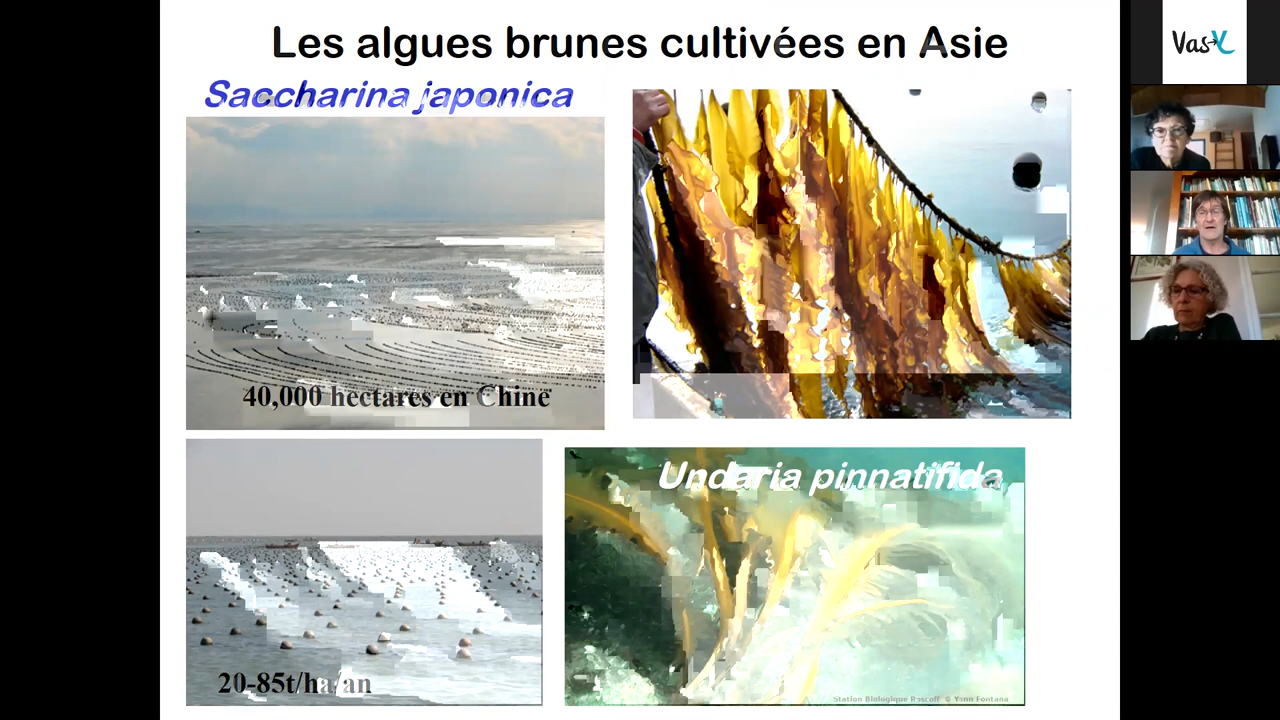 Les algues brunes cultivées en Asie
Saccharina japonica
40,000 hectares en Chine
20-85t/ha/an
Undaria pinnatifida
Station Biologique Roscoff © Yann Fontana
Vas-Y